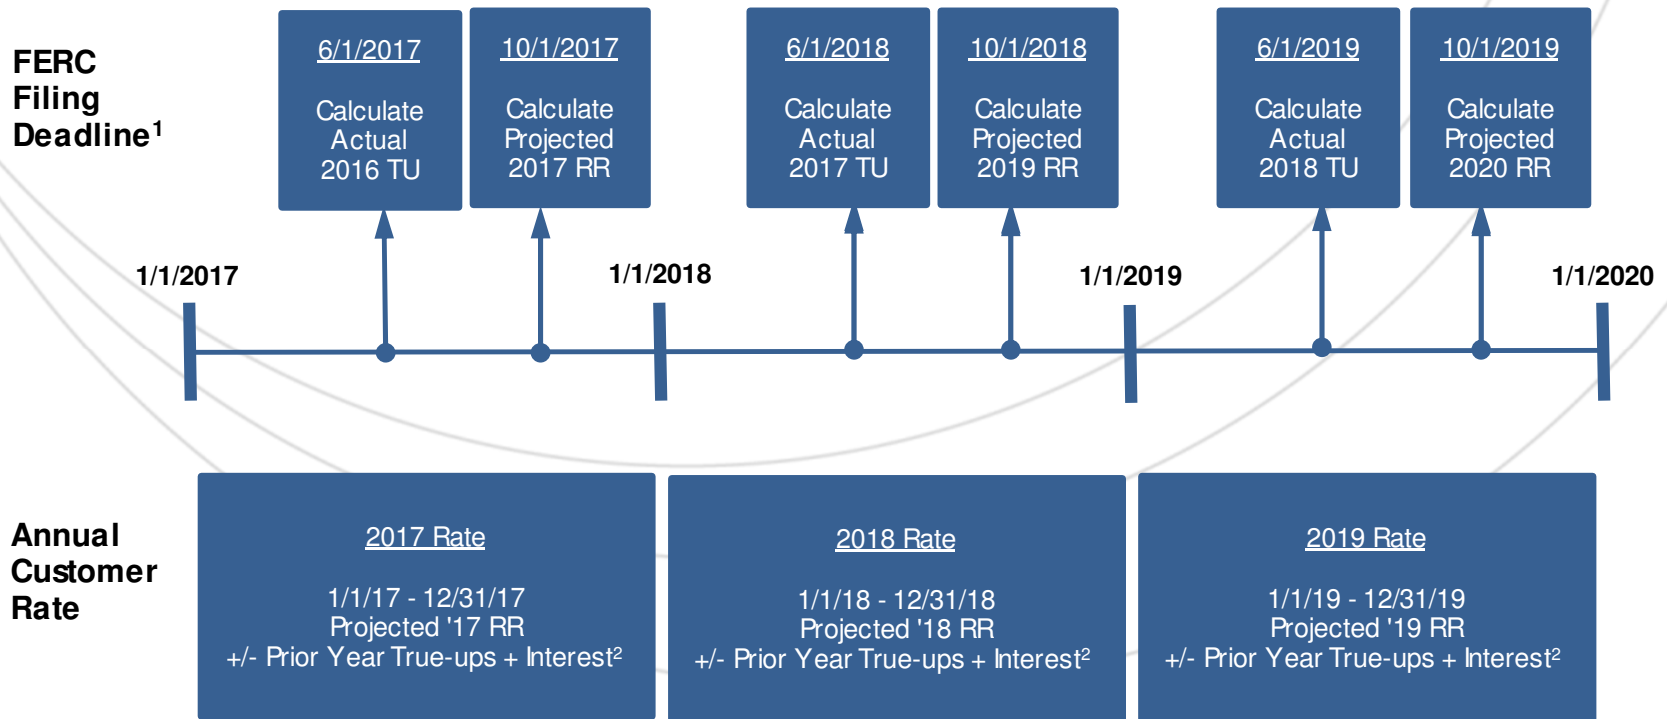 FERC
Filing
Deadline¹
6/1/2017
Calculate
Actual
2016 TU
10/1/2017
Calculate
Projected
2017 RR
6/1/2018
Calculate
Actual
2017 TU
10/1/2018
Calculate
Projected
2019 RR
6/1/2019
Calculate
Actual
2018 TU
10/1/2019
Calculate
Projected
2020 RR
1/1/2017
1/1/2018
1/1/2019
1/1/2020
Annual
Customer
Rate
2017 Rate
1/1/17 - 12/31/17
Projected '17 RR
+/- Prior Year True-ups + Interest²
2018 Rate
1/1/18 - 12/31/18
Projected '18 RR
+/- Prior Year True-ups + Interest²
2019 Rate
1/1/19 - 12/31/19
Projected '19 RR
+/- Prior Year True-ups + Interest²